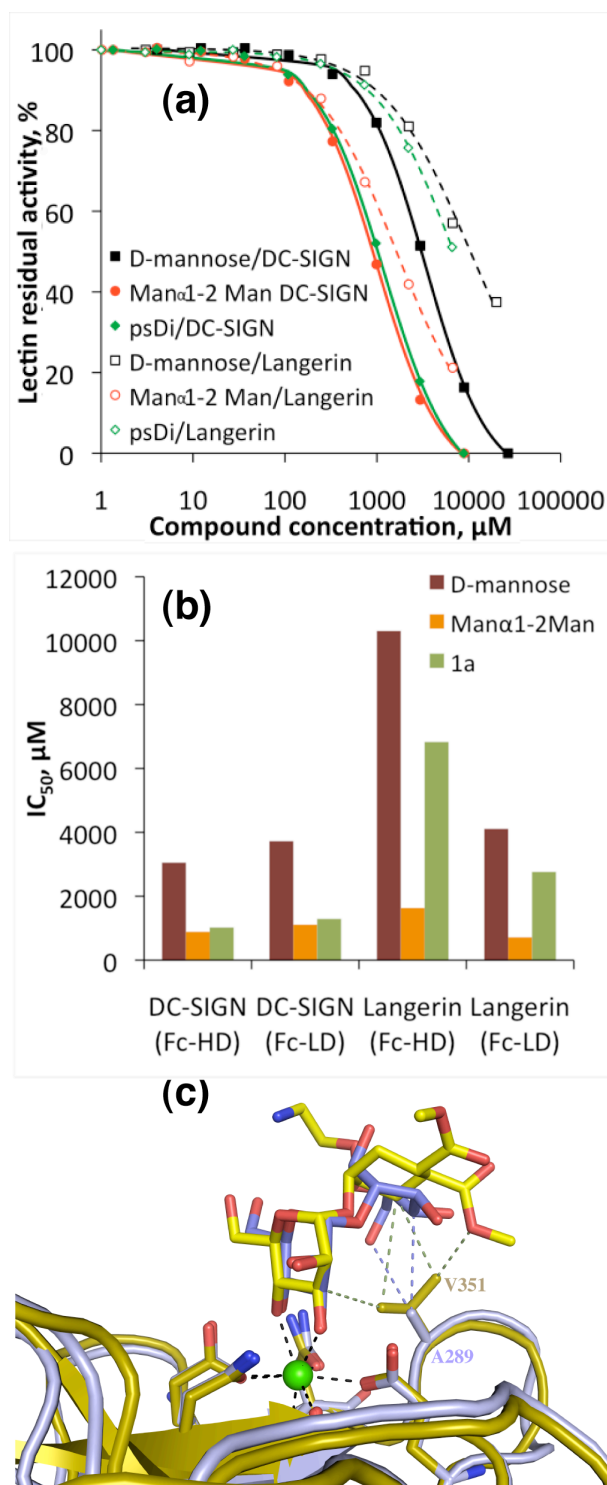 (a)
Lectin residual activity, %
100
80
60
40
20
0
D-mannose/DC-SIGN
Manα1-2 Man DC-SIGN
psDi/DC-SIGN
D-mannose/Langerin
Manα1-2 Man/Langerin
psDi/Langerin
1 10 100 1000 10000 100000
Compound concentration, µM
(b)
IC50, µM
12000
10000
8000
6000
4000
2000
0
D-mannose
Manα1-2Man
1a
DC-SIGN DC-SIGN Langerin Langerin
(Fc-HD) (Fc-LD) (Fc-HD) (Fc-LD)
(c)
V351
A289